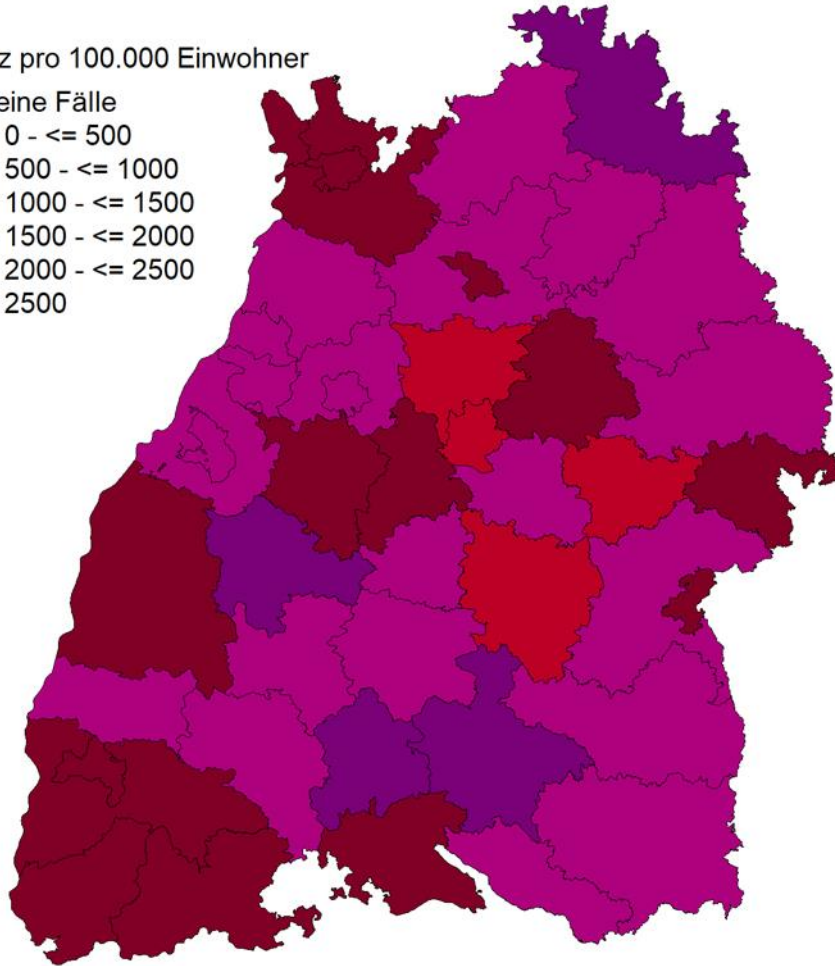 z pro 100.000 Einwohner
eine Fälle
0 - <= 500
500 - <= 1000
1000 - <= 1500
1500 - <= 2000
2000 - <= 2500
2500